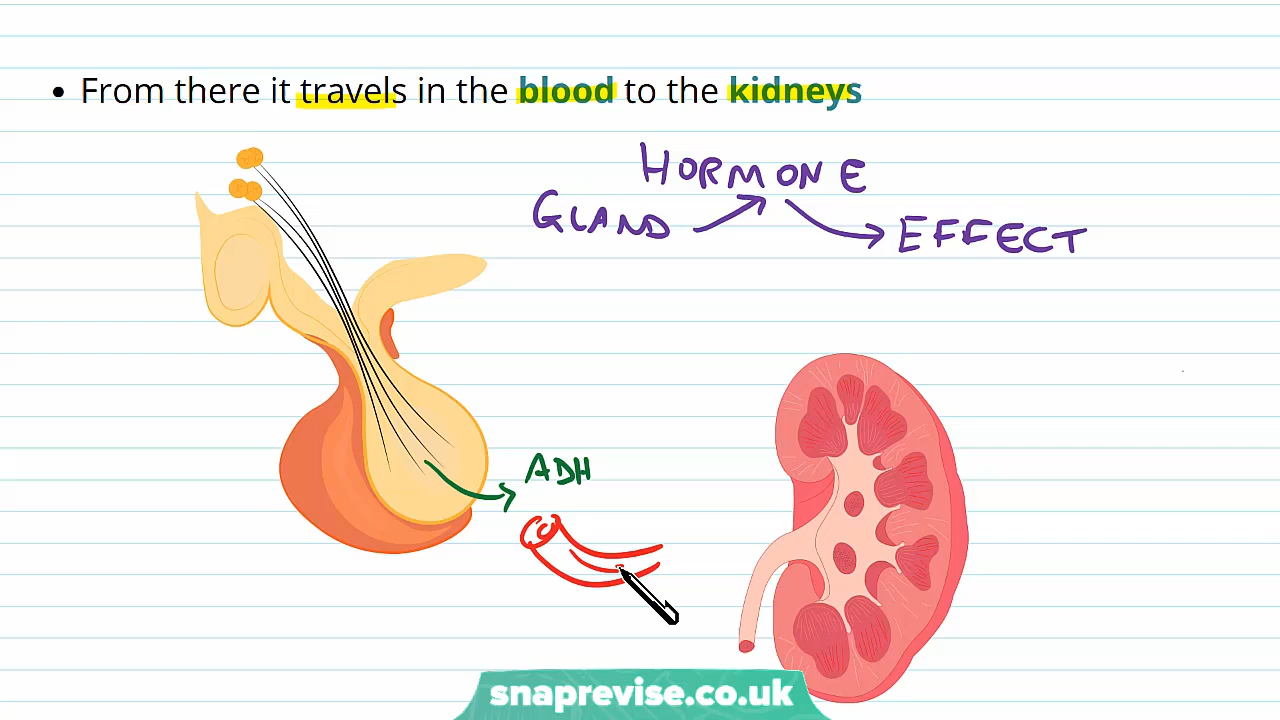 • From there it travels in the blood to the kidneys
HORMONE
GLAND
EFFECT
ADH
snaprevise.co.uk